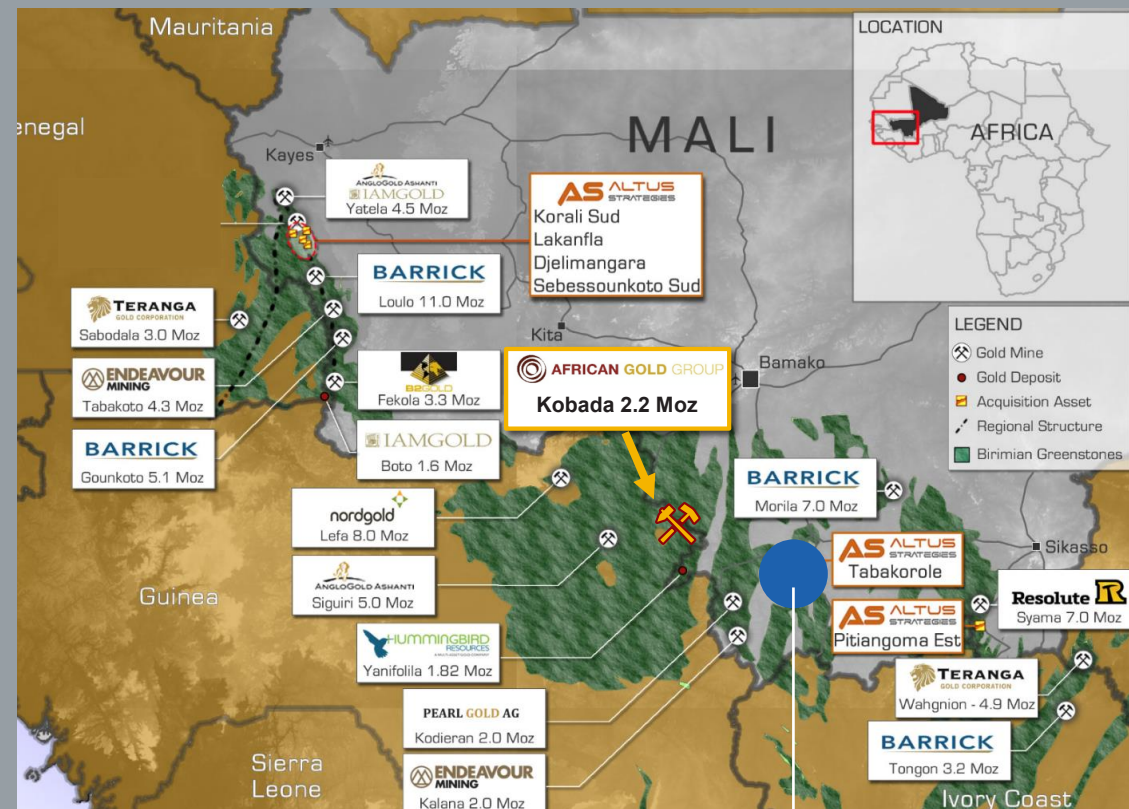 Mauritania
enegal
MALI
LOCATION
AFRICA
Kayes
ANGLOGOLD ASHANTI
IAMGOLD
Yatela 4.5 Moz
AS ALTUS
STRATEGIES
Korali Sud
Lakanfla
Djelimangara
Sebessounkoto Sud
BARRICK
Loulo 11.0 Moz
TERANGA
GOLD CORPORATION
Sabodala 3.0 Moz
Kita
LEGEND
Gold Mine
Gold Deposit
Acquisition Asset
Regional Structure
Birimian Greenstones
ENDEAVOUR
MINING
Tabakoto 4.3 Moz
B2GOLD
Fekola 3.3 Moz
AFRICAN GOLD GROUP
Kobada 2.2 Moz
Bamako
BARRICK
Gounkoto 5.1 Moz
IAMGOLD
Boto 1.6 Moz
BARRICK
Morila 7.0 Moz
nordgold
Lefa 8.0 Moz
AS ALTUS
STRATEGIES
Tabakorole
Sikasso
ANGLOGOLD ASHANTI
Siguiri 5.0 Moz
Guinea
AS ALTUS
STRATEGIES
Pitiangoma Est
Resolute
Syama 7.0 Moz
HUMMINGBIRD
RESOURCES
Yanifolila 1.82 Moz
TERANGA
GOLD CORPORATION
Wahgnion - 4.9 Moz
PEARL GOLD AG
Kodieran 2.0 Moz
BARRICK
Tongon 3.2 Moz
Sierra
Leone
ENDEAVOUR
MINING
Kalana 2.0 Moz
Ivory Coast